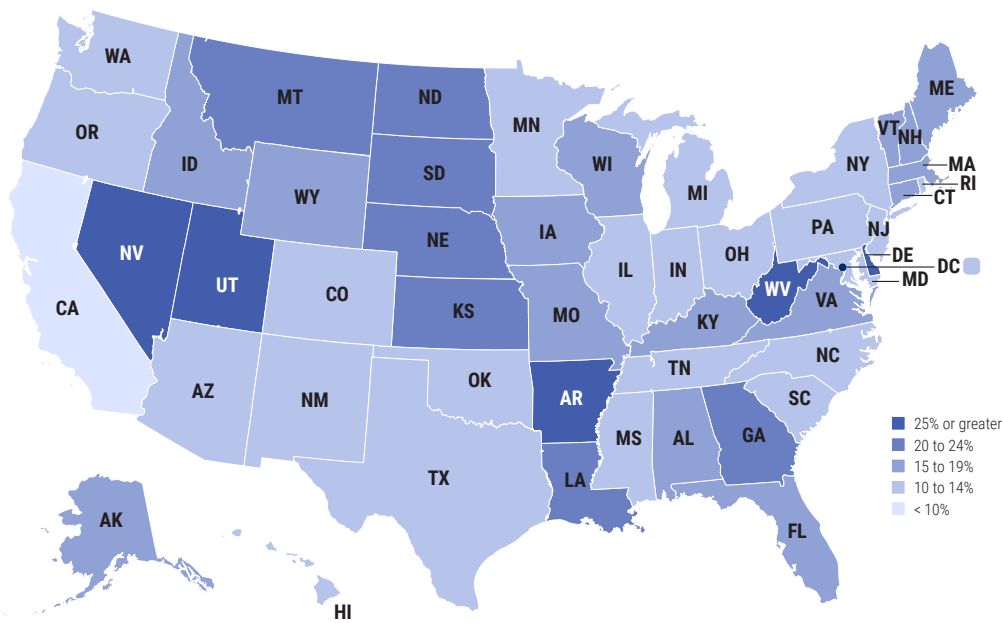 WA
MT
ND
MN
ME
OR
VT
NH
ID
SD
WI
NY
MA
WY
MI
RI
CT
NE
IA
PA
NJ
NV
OH
DE
UT
IL
IN
DC
CO
WV
MD
CA
KS
MO
VA
KY
NC
TN
OK
AZ
NM
AR
SC
MS
AL
GA
25% or greater
20 to 24%
TX
LA
15 to 19%
10 to 14%
< 10%
AK
FL
HI